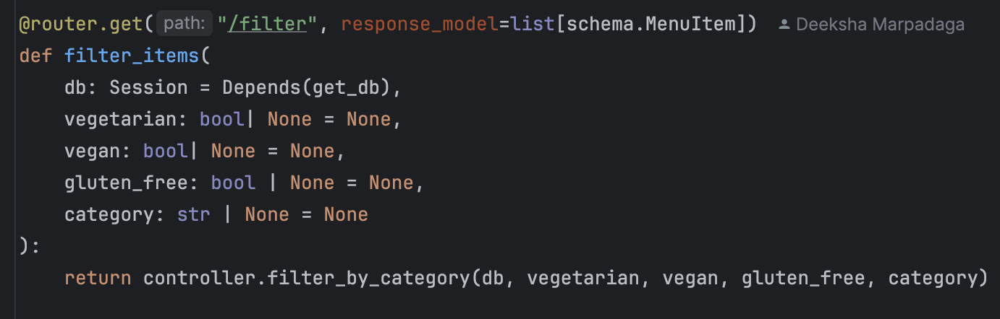 @router.get( path: "/filter", response_model=list[schema.MenuItem]) Deeksha Marpadaga
def filter_items(
    db: Session = Depends(get_db),
    vegetarian: bool| None = None,
    vegan: bool| None = None,
    gluten_free: bool | None = None,
    category: str | None = None
):
    return controller.filter_by_category(db, vegetarian, vegan, gluten_free, category)